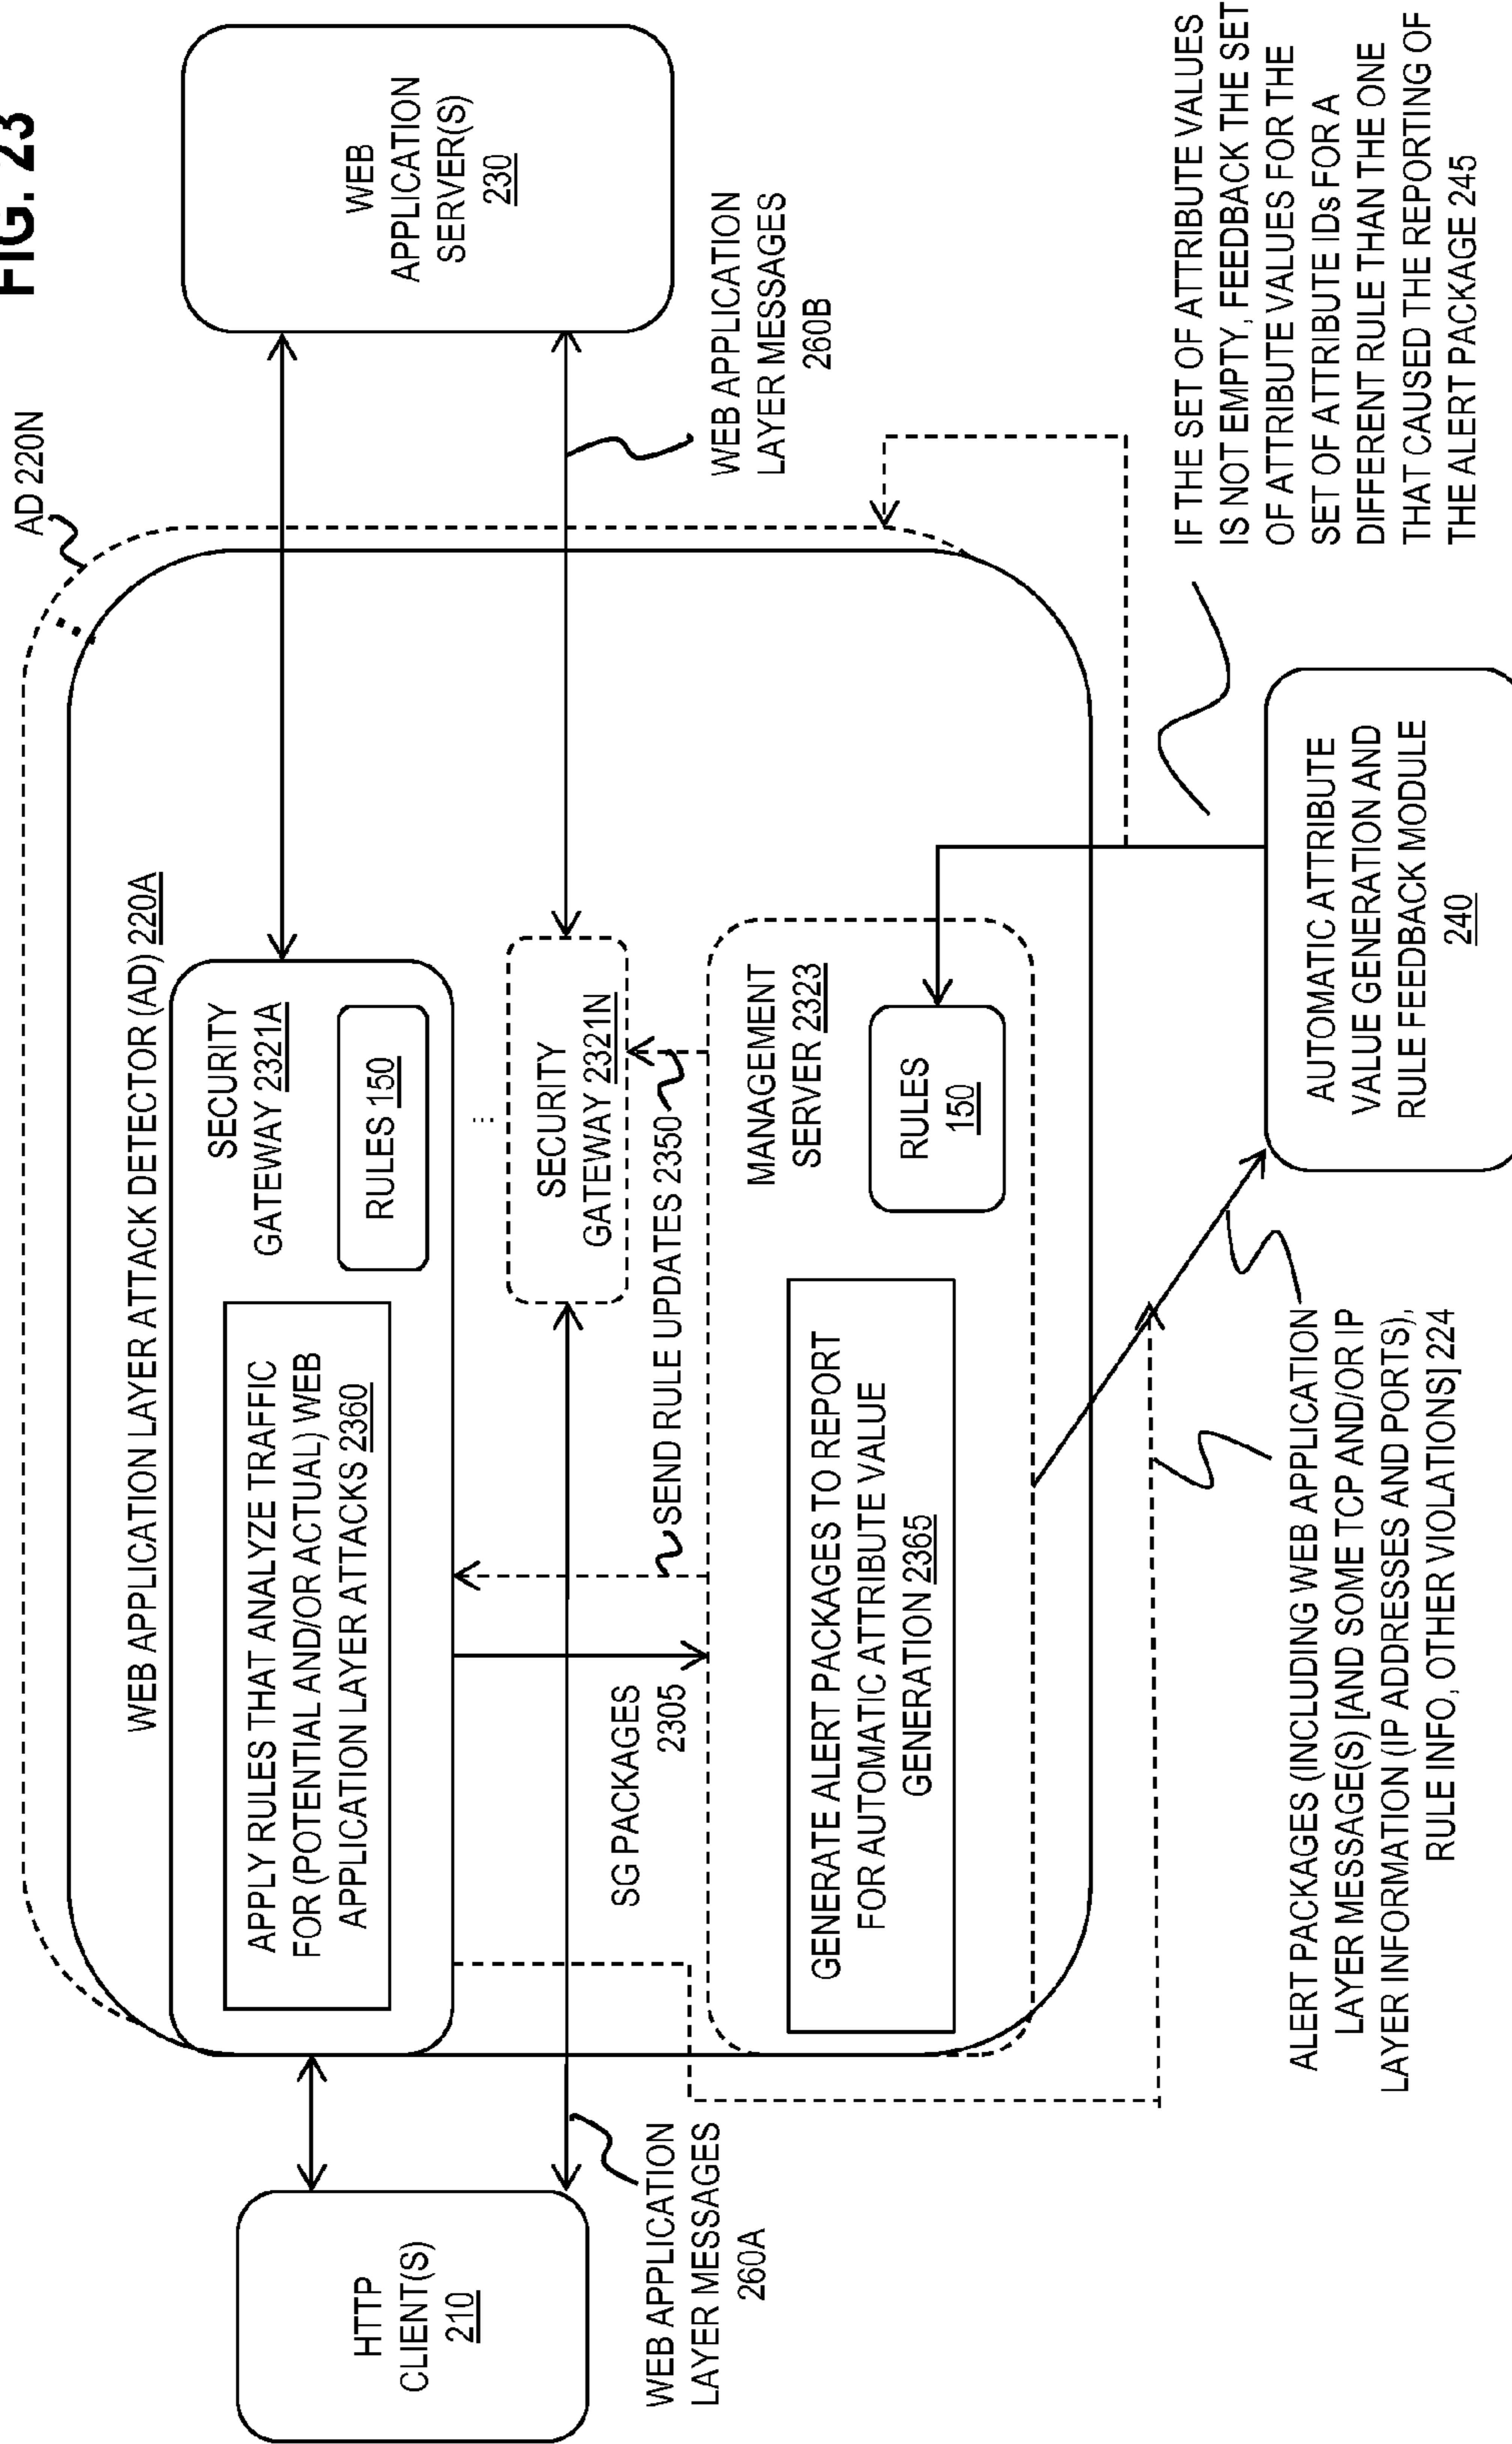 FIG. 23
AD 220N
WEB APPLICATION LAYER ATTACK DETECTOR (AD) 220A
HTTP
CLIENT(S)
210
APPLY RULES THAT ANALYZE TRAFFIC
FOR (POTENTIAL AND/OR ACTUAL) WEB
APPLICATION LAYER ATTACKS 2360
SECURITY
GATEWAY 2321A
RULES 150
WEB
APPLICATION
SERVER(S)
230
⋮
SECURITY
GATEWAY 2321N
WEB APPLICATION
LAYER MESSAGES
260A
SG PACKAGES
2305
SEND RULE UPDATES 2350
WEB APPLICATION
LAYER MESSAGES
260B
MANAGEMENT
SERVER 2323
GENERATE ALERT PACKAGES TO REPORT
FOR AUTOMATIC ATTRIBUTE VALUE
GENERATION 2365
RULES
150
ALERT PACKAGES (INCLUDING WEB APPLICATION
LAYER MESSAGE(S) [AND SOME TCP AND/OR IP
LAYER INFORMATION (IP ADDRESSES AND PORTS),
RULE INFO, OTHER VIOLATIONS] 224
AUTOMATIC ATTRIBUTE
VALUE GENERATION AND
RULE FEEDBACK MODULE
240
IF THE SET OF ATTRIBUTE VALUES
IS NOT EMPTY, FEEDBACK THE SET
OF ATTRIBUTE VALUES FOR THE
SET OF ATTRIBUTE IDs FOR A
DIFFERENT RULE THAN THE ONE
THAT CAUSED THE REPORTING OF
THE ALERT PACKAGE 245